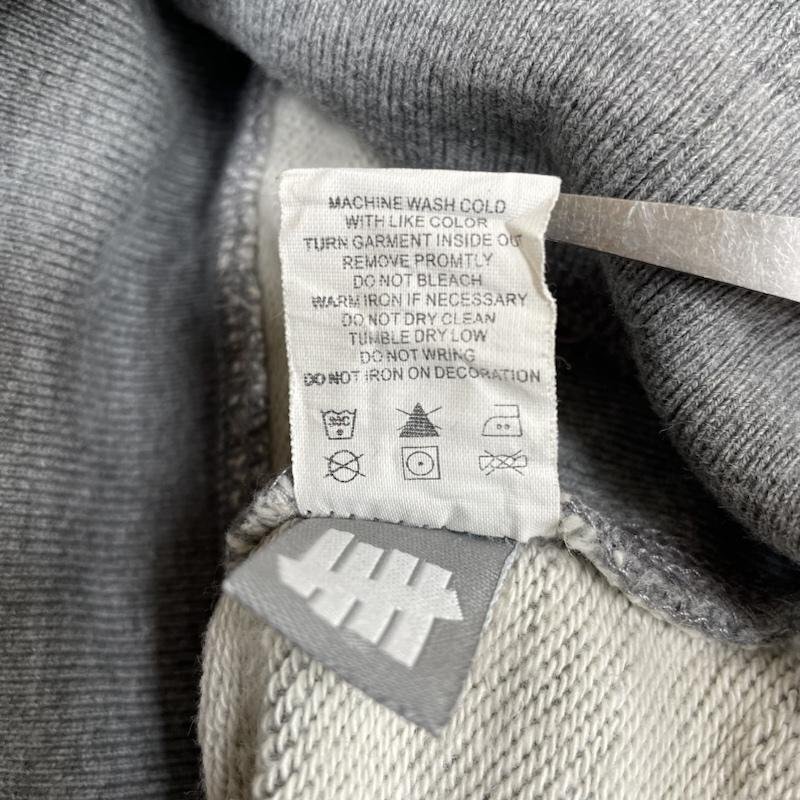 MACHINE WASH COLD
WITH LIKE COLOR
TURN GARMENT INSIDE OUT
REMOVE PROMTLY
DO NOT BLEACH
WARM IRON IF NECESSARY
DO NOT DRY CLEAN
TUMBLE DRY LOW
DO NOT WRING
DO NOT IRON ON DECORATION